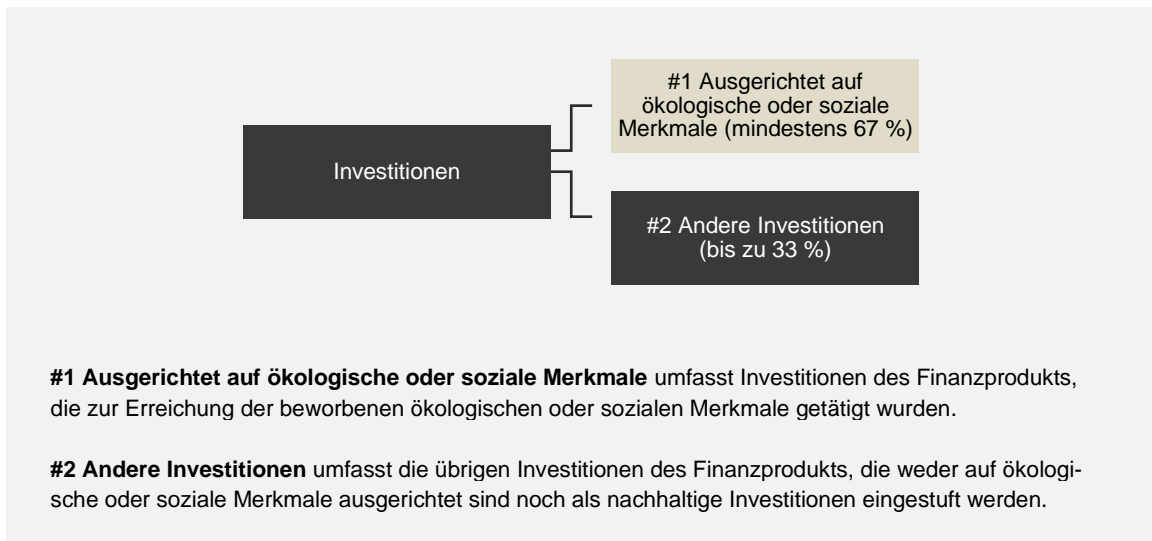 #1 Ausgerichtet auf
ökologische oder soziale
Merkmale (mindestens 67 %)
Investitionen
#2 Andere Investitionen
(bis zu 33 %)
#1 Ausgerichtet auf ökologische oder soziale Merkmale umfasst Investitionen des Finanzprodukts,
die zur Erreichung der beworbenen ökologischen oder sozialen Merkmale getätigt wurden.
#2 Andere Investitionen umfasst die übrigen Investitionen des Finanzprodukts, die weder auf ökologi-
sche oder soziale Merkmale ausgerichtet sind noch als nachhaltige Investitionen eingestuft werden.